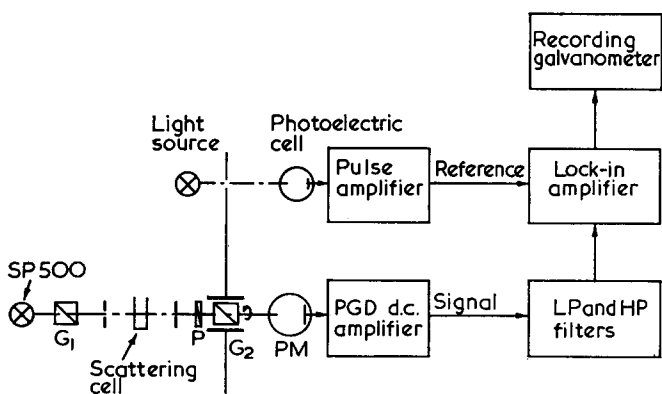 Recording
galvanometer
Light
source
Photoelectric
cell
Pulse
amplifier
Reference
Lock-in
amplifier
SP500
G1
Scattering
cell
P
G2
PM
PGD d.c.
amplifier
Signal
LP and HP
filters